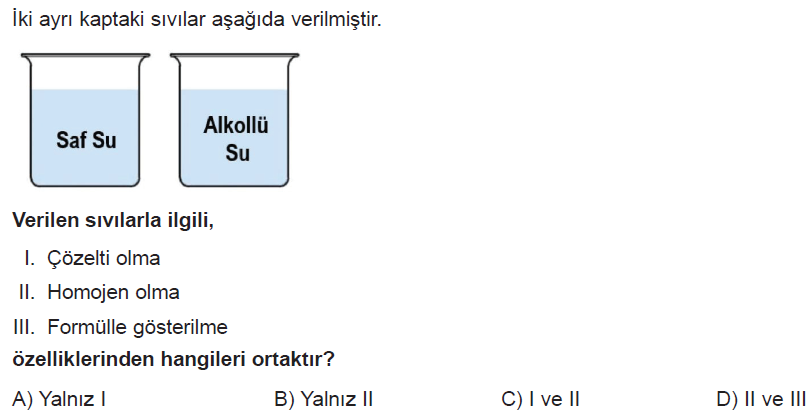 İki ayrı kaptaki sıvılar aşağıda verilmiştir.
Saf Su
Alkollü
Su
Verilen sıvılarla ilgili,
I. Çözelti olma
II. Homojen olma
III. Formülle gösterilme
özelliklerinden hangileri ortaktır?
A) Yalnız I B) Yalnız II C) I ve II D) II ve III